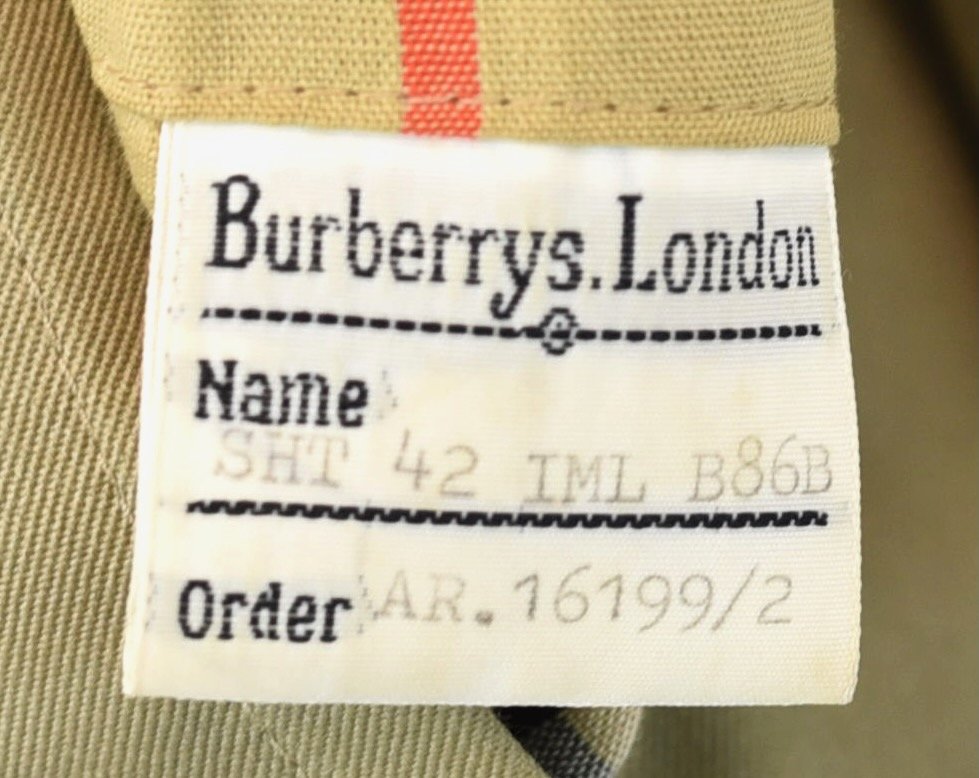 Burberrys. London
Name
SHT 42 IML B86B
Order AR.16199/2